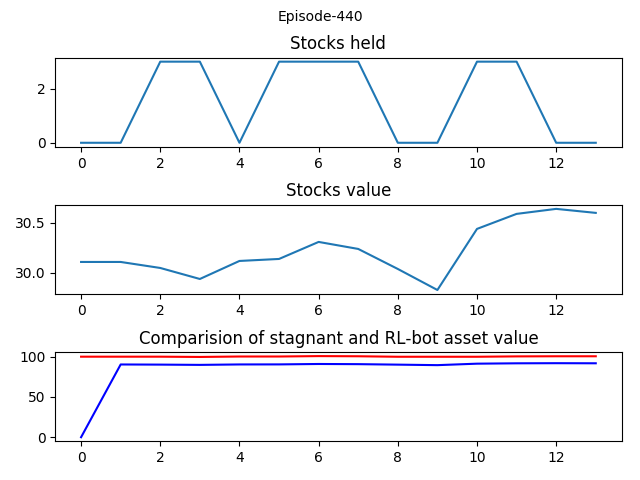 Episode-440
Stocks held
2
0
0 2 4 6 8 10 12
Stocks value
30.5
30.0
0 2 4 6 8 10 12
Comparision of stagnant and RL-bot asset value
100
50
0
0 2 4 6 8 10 12